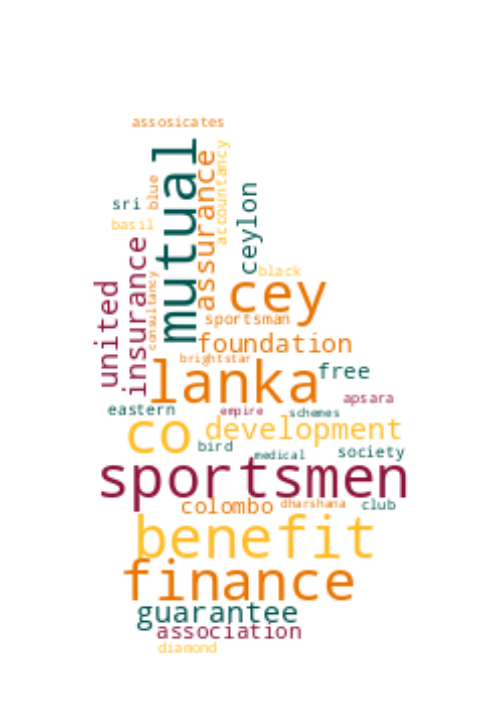 assosicates
mutual
assurance
accountancy
blue
sri
basil
ceylon
black
insurance
consultancy
united
cey
sportsman
foundation
brightstar
lanka
free
apsara
eastern
empire
schemes
co
development
bird
medical
society
sportsmen
colombo
dharshana
club
benefit
finance
guarantee
association
diamond